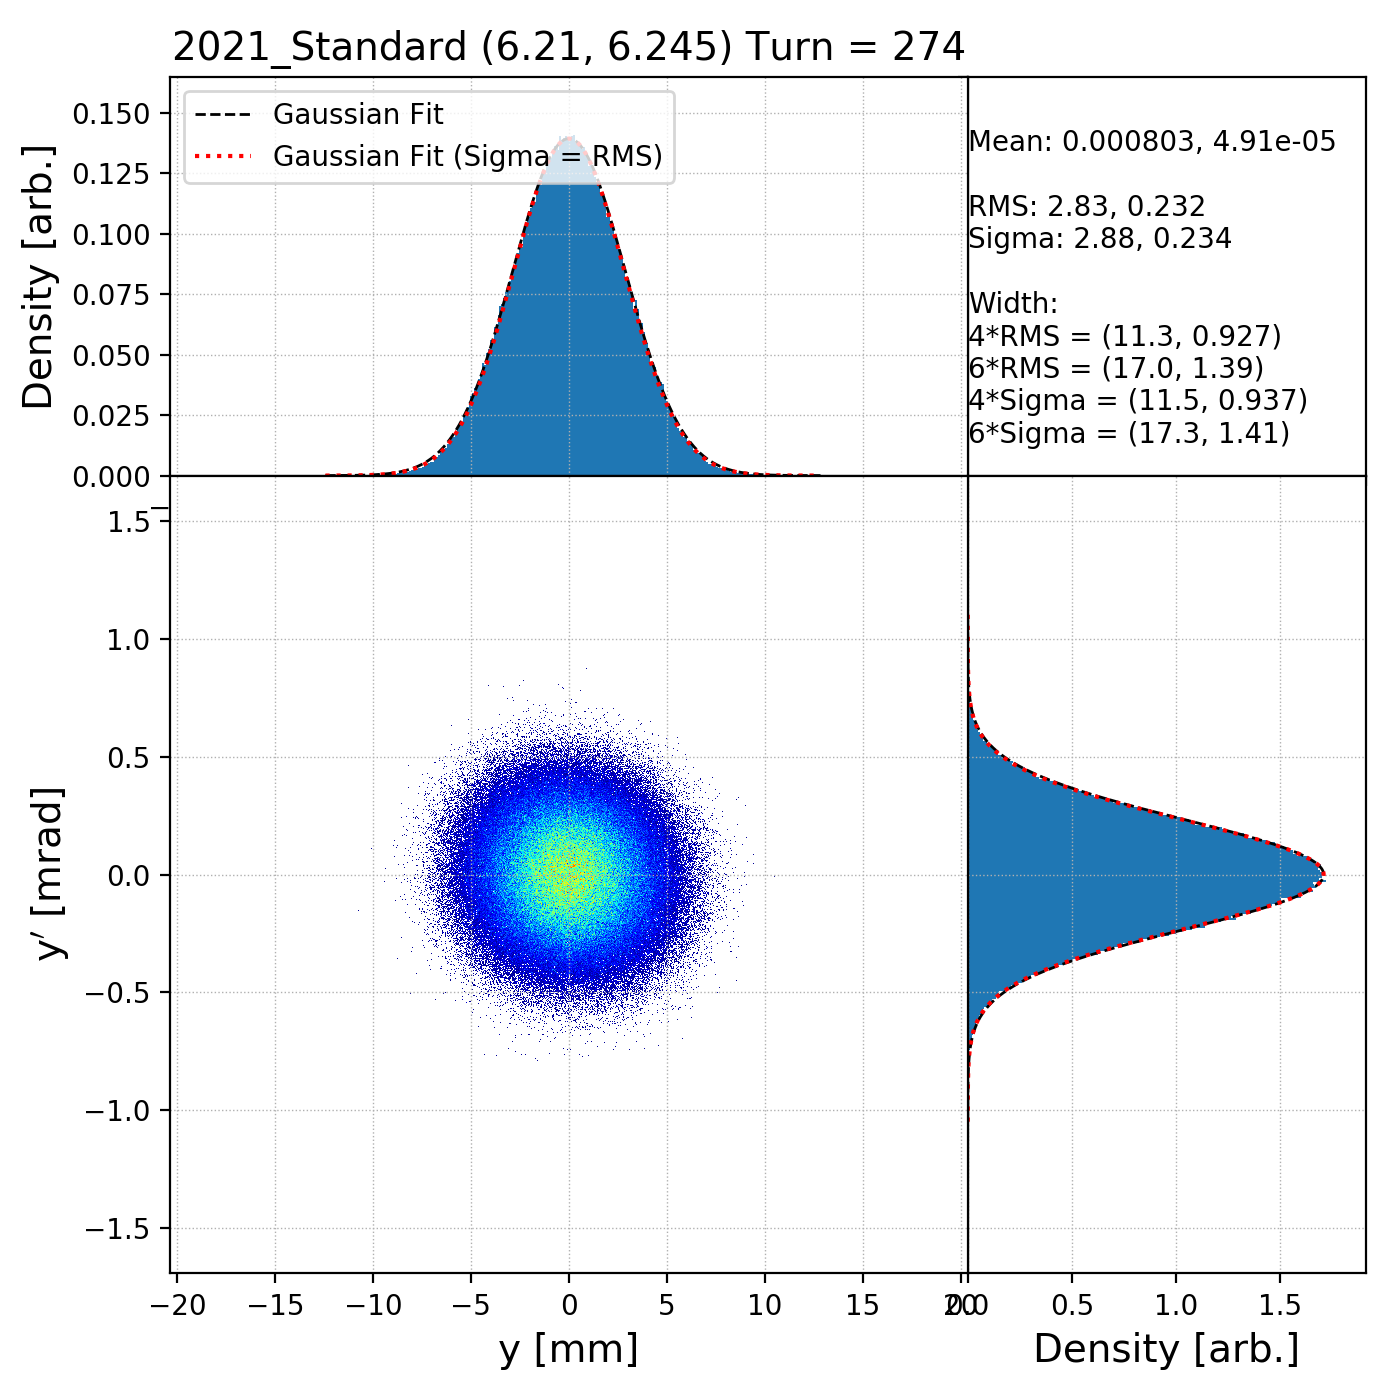 2021_Standard (6.21, 6.245) Turn = 274
Gaussian Fit
Gaussian Fit (Sigma = RMS)
0.150
0.125
0.100
0.075
0.050
0.025
0.000
Density [arb.]
Mean: 0.000803, 4.91e-05
RMS: 2.83, 0.232
Sigma: 2.88, 0.234
Width:
4*RMS = (11.3, 0.927)
6*RMS = (17.0, 1.39)
4*Sigma = (11.5, 0.937)
6*Sigma = (17.3, 1.41)
1.5
1.0
0.5
0.0
−0.5
−1.0
−1.5
y’ [mrad]
−20
−15
−10
−5
0
5
10
15
20
y [mm]
0.0
0.5
1.0
1.5
Density [arb.]